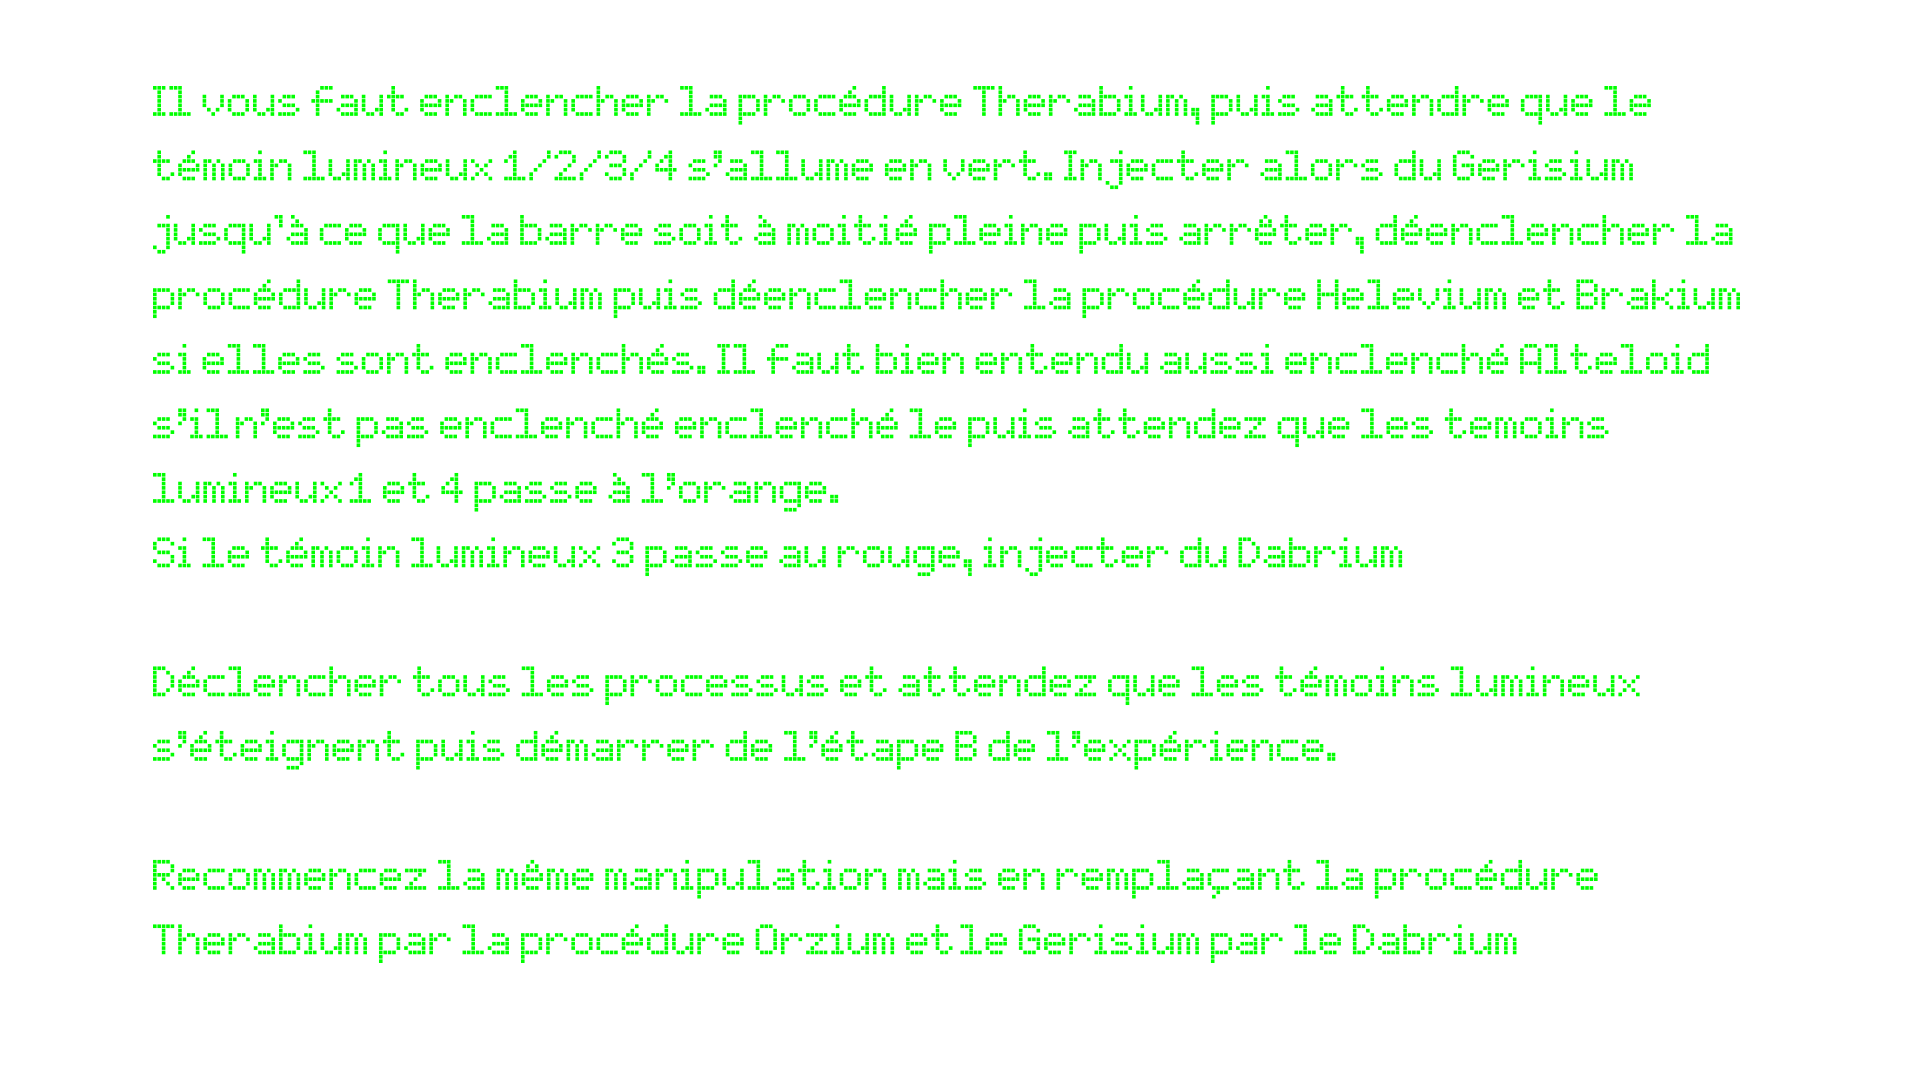 Il vous faut enclencher la procédure Therabium, puis attendre que le
témoin lumineux 1/2/3/4 s'allume en vert. Injecter alors du Gerisium
jusqu'à ce que la barre soit à moitié pleine puis arrêter, déenclencher la
procédure Therabium puis déenclencher la procédure Helevium et Brakium
si elles sont enclenchés. Il faut bien entendu aussi enclenché Alteloid
s'il n'est pas enclenché enclenché le puis attendez que les temoins
lumineux 1 et 4 passe à l'orange.
Si le témoin lumineux 3 passe au rouge, injecter du Dabrium
Déclencher tous les processus et attendez que les témoins lumineux
s'éteignent puis démarrer de l'étape B de l'expérience.
Recommencez la même manipulation mais en remplaçant la procédure
Therabium par la procédure Orzium et le Gerisium par le Dabrium